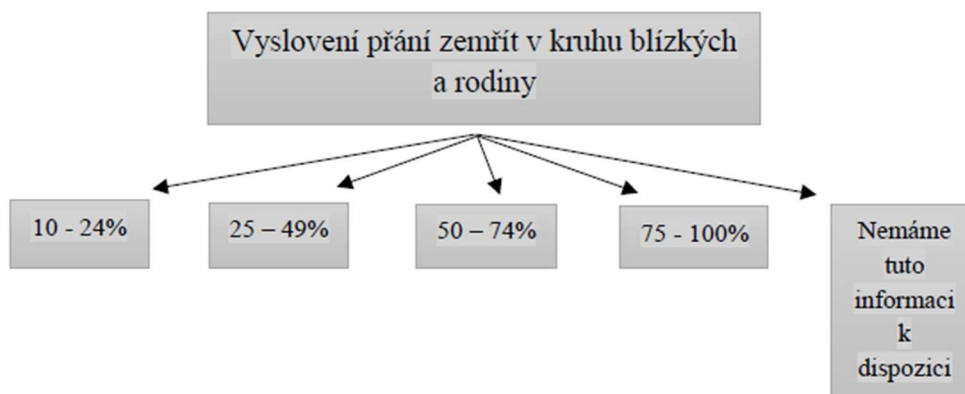 Vyslovení přání zemřít v kruhu blízkých
a rodiny
10 - 24%
25 – 49%
50 – 74%
75 - 100%
Nemáme
tuto
informaci
k
dispozici